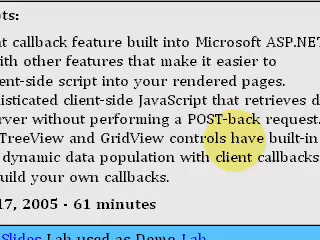 ts:
t callback feature built into Microsoft ASP.NET
ith other features that make it easier to
ent-side script into your rendered pages.
histicated client-side JavaScript that retrieves d
rver without performing a POST-back request.
TreeView and GridView controls have built-in
dynamic data population with client callbacks
uild your own callbacks.
17, 2005 - 61 minutes
Slides Lab used as Demo Lab